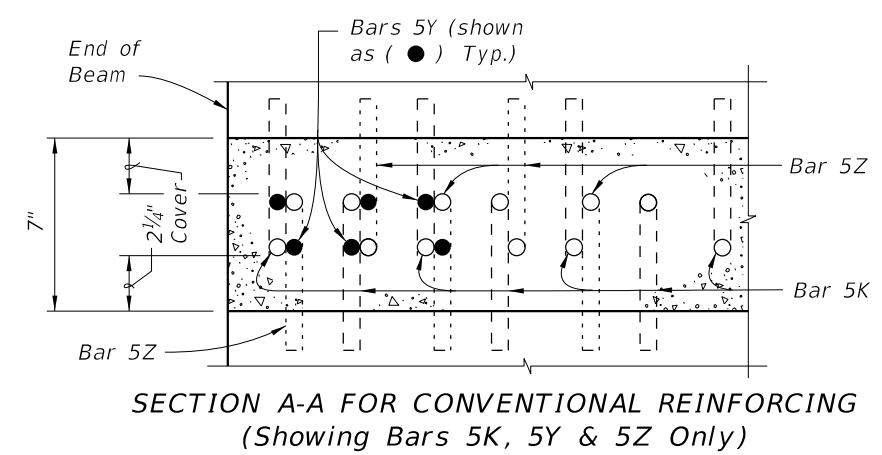 Bars 5Y (shown
as ( ● ) Typ.)
End of
Beam
Bar 5Z
7"
2¼"
Cover
Bar 5K
Bar 5Z
SECTION A-A FOR CONVENTIONAL REINFORCING
(Showing Bars 5K, 5Y & 5Z Only)